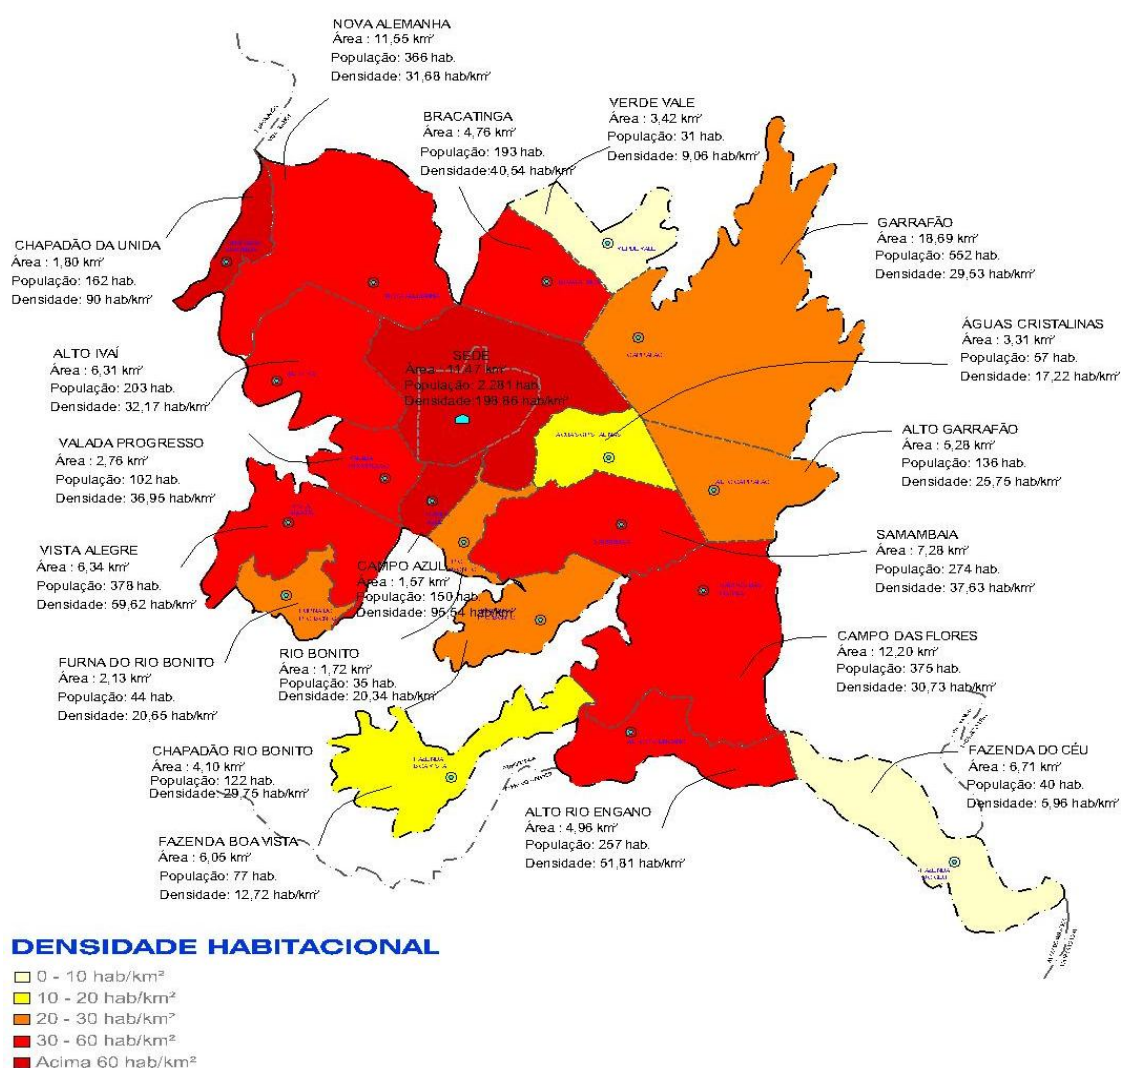 NOVA ALEMANHA
Área : 11,55 km²
População: 366 hab.
Densidade: 31,68 hab/km²
BRACATINGA
Área : 4,76 km²
População: 193 hab.
Densidade:40,54 hab/km²
VERDE VALE
Área : 3,42 km²
População: 31 hab.
Densidade: 9,06 hab/km²
GARRAFÃO
Área : 18,69 km²
População: 552 hab.
Densidade: 29,53 hab/km²
CHAPADÃO DA UNIDA
Área : 1,80 km²
População: 162 hab.
Densidade: 90 hab/km²
VERDE VALE
ÁGUAS CRISTALINAS
Área : 3,31 km²
População: 57 hab.
Densidade: 17,22 hab/km²
ALTO IVAÍ
Área : 6,31 km²
População: 203 hab.
Densidade: 32,17 hab/km²
SEDE
Área : 11,47 km²
População: 2.281 hab.
Densidade:198,86 hab/km²
VALADA PROGRESSO
Área : 2,76 km²
População: 102 hab.
Densidade: 36,95 hab/km²
ALTO GARRAFÃO
Área : 5,28 km²
População: 136 hab.
Densidade: 25,75 hab/km²
VISTA ALEGRE
Área : 6,34 km²
População: 378 hab.
Densidade: 59,62 hab/km²
CAMPO AZUL
Área : 1,57 km²
População: 150 hab.
Densidade: 95,54 hab/km²
SAMAMBAIA
Área : 7,28 km²
População: 274 hab.
Densidade: 37,63 hab/km²
FURNA DO RIO BONITO
Área : 2,13 km²
População: 44 hab.
Densidade: 20,65 hab/km²
RIO BONITO
Área : 1,72 km²
População: 35 hab.
Densidade: 20,34 hab/km²
CAMPO DAS FLORES
Área : 12,20 km²
População: 375 hab.
Densidade: 30,73 hab/km²
CHAPADÃO RIO BONITO
Área : 4,10 km²
População: 122 hab.
Densidade: 29,75 hab/km²
FAZENDA
BOA VISTA
FAZENDA DO CÉU
Área : 6,71 km²
População: 40 hab.
Densidade: 5,96 hab/km²
FAZENDA BOA VISTA
Área : 6,05 km²
População: 77 hab.
Densidade: 12,72 hab/km²
ALTO RIO ENGANO
Área : 4,96 km²
População: 257 hab.
Densidade: 51,81 hab/km²
FAZENDA
DO CÉU
DENSIDADE HABITACIONAL
0 - 10 hab/km²
10 - 20 hab/km²
20 - 30 hab/km²
30 - 60 hab/km²
Acima 60 hab/km²